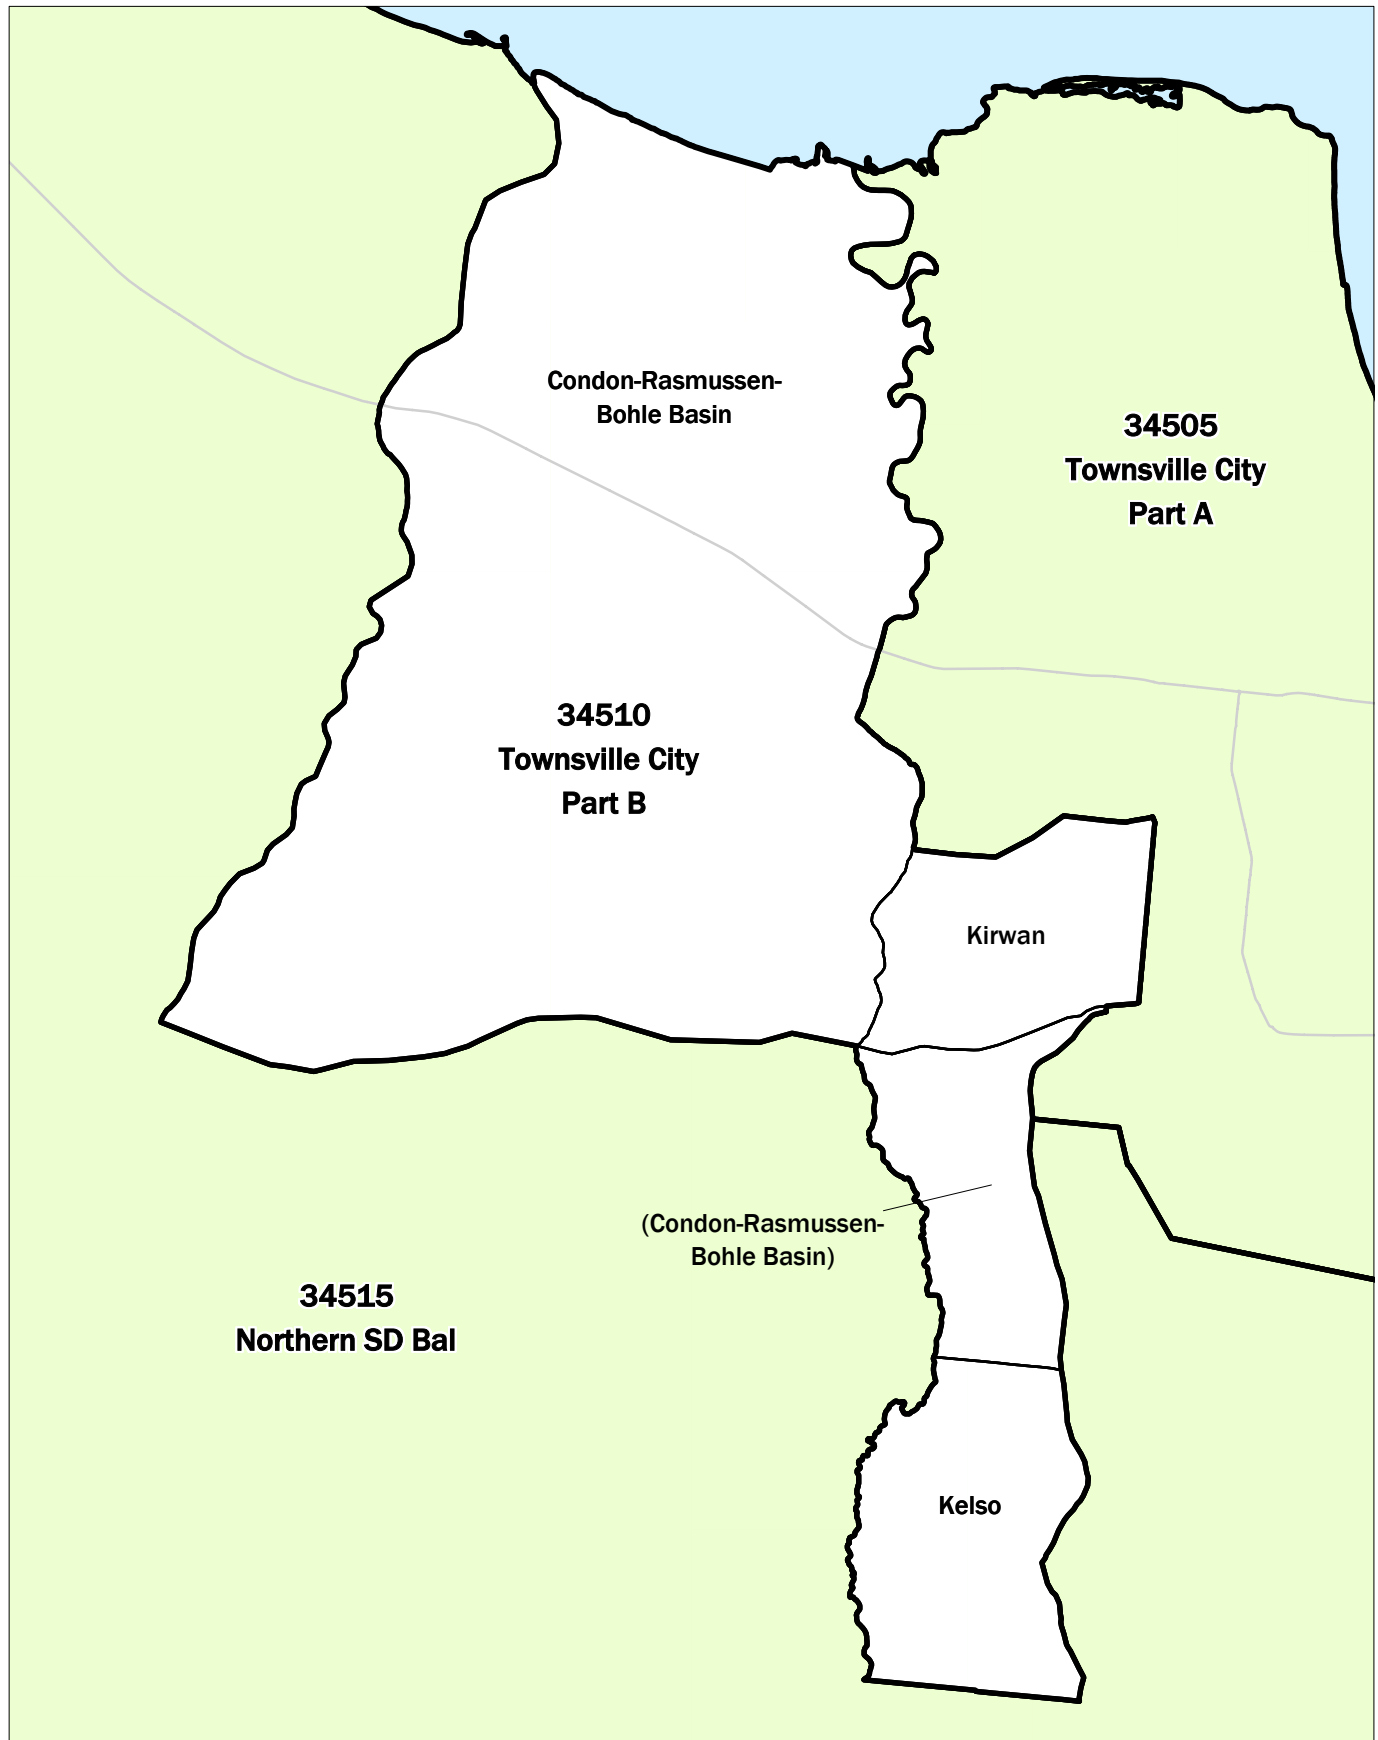 Condon-Rasmussen-
Bohle Basin
34505
Townsville City
Part A
34510
Townsville City
Part B
Kirwan
(Condon-Rasmussen-
Bohle Basin)
34515
Northern SD Bal
Kelso